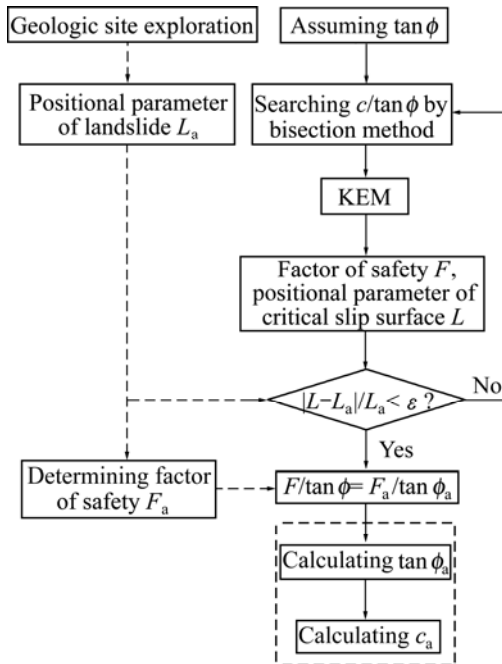 Geologic site exploration
Assuming tan ϕ
Positional parameter
of landslide Lₐ
Searching c/tan ϕ by
bisection method
KEM
Factor of safety F,
positional parameter of
critical slip surface L
|L−Lₐ|/Lₐ< ε ?
No
Yes
Determining factor
of safety Fₐ
F/tan ϕ= Fₐ/tan ϕₐ
Calculating tan ϕₐ
Calculating cₐ